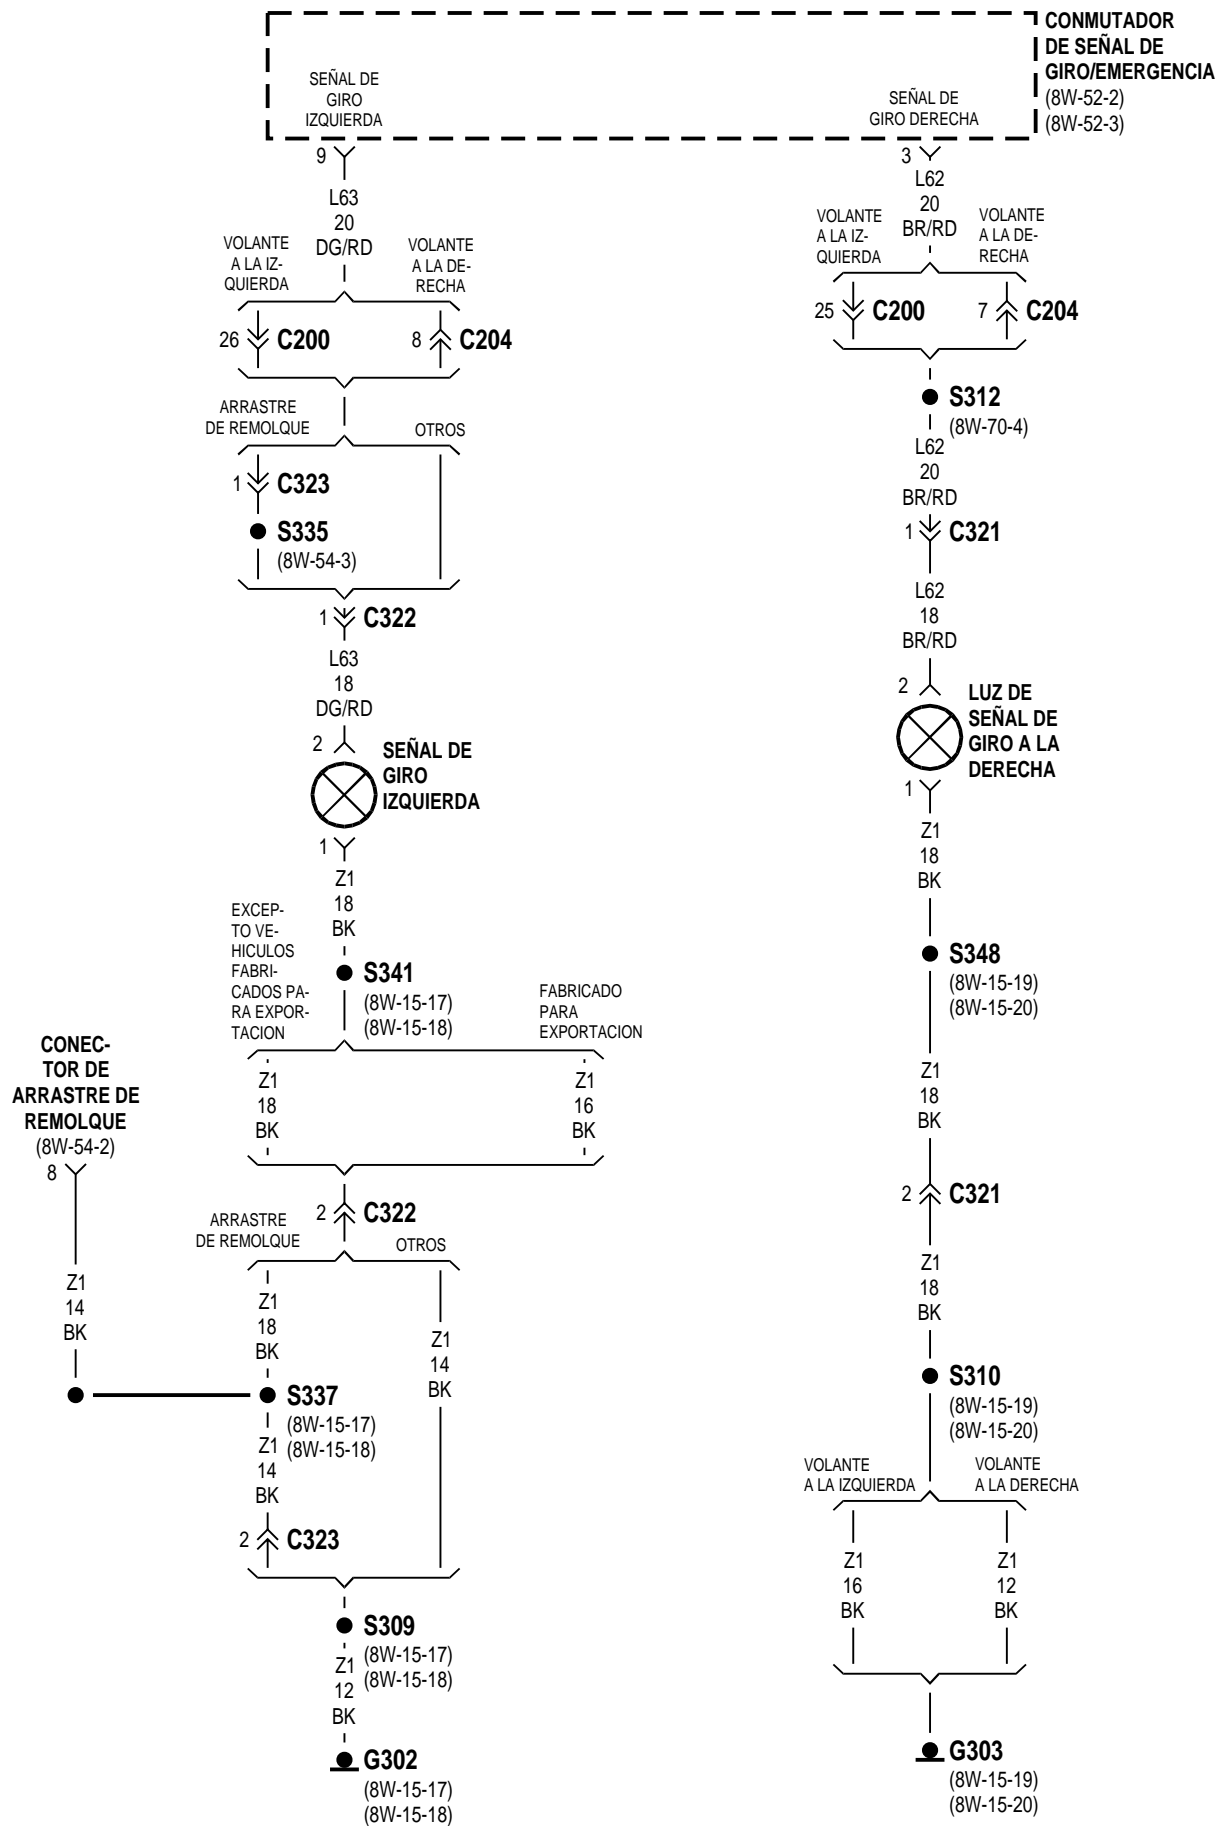 CONMUTADOR
DE SEÑAL DE
GIRO/EMERGENCIA
(8W-52-2)
(8W-52-3)
SEÑAL DE
GIRO
IZQUIERDA
SEÑAL DE
GIRO DERECHA
9
L63
20
DG/RD
VOLANTE
A LA IZ-
QUIERDA
VOLANTE
A LA DE-
RECHA
26
C200
8
C204
ARRASTRE
DE REMOLQUE
OTROS
1
C323
S335
(8W-54-3)
1
C322
L63
18
DG/RD
2
SEÑAL DE
GIRO
IZQUIERDA
1
Z1
18
BK
EXCEP-
TO VE-
HICULOS
FABRI-
CADOS PA-
RA EXPOR-
TACION
S341
(8W-15-17)
(8W-15-18)
FABRICADO
PARA
EXPORTACION
Z1
18
BK
Z1
16
BK
CONEC-
TOR DE
ARRASTRE DE
REMOLQUE
(8W-54-2)
8
Z1
14
BK
2
C322
ARRASTRE
DE REMOLQUE
OTROS
Z1
18
BK
Z1
14
BK
S337
(8W-15-17)
(8W-15-18)
Z1
14
BK
2
C323
S309
(8W-15-17)
(8W-15-18)
Z1
12
BK
G302
(8W-15-17)
(8W-15-18)
3
L62
20
BR/RD
VOLANTE
A LA IZ-
QUIERDA
VOLANTE
A LA DE-
RECHA
25
C200
7
C204
S312
(8W-70-4)
L62
20
BR/RD
1
C321
L62
18
BR/RD
2
LUZ DE
SEÑAL DE
GIRO A LA
DERECHA
1
Z1
18
BK
S348
(8W-15-19)
(8W-15-20)
Z1
18
BK
2
C321
Z1
18
BK
S310
(8W-15-19)
(8W-15-20)
VOLANTE
A LA IZQUIERDA
VOLANTE
A LA DERECHA
Z1
16
BK
Z1
12
BK
G303
(8W-15-19)
(8W-15-20)